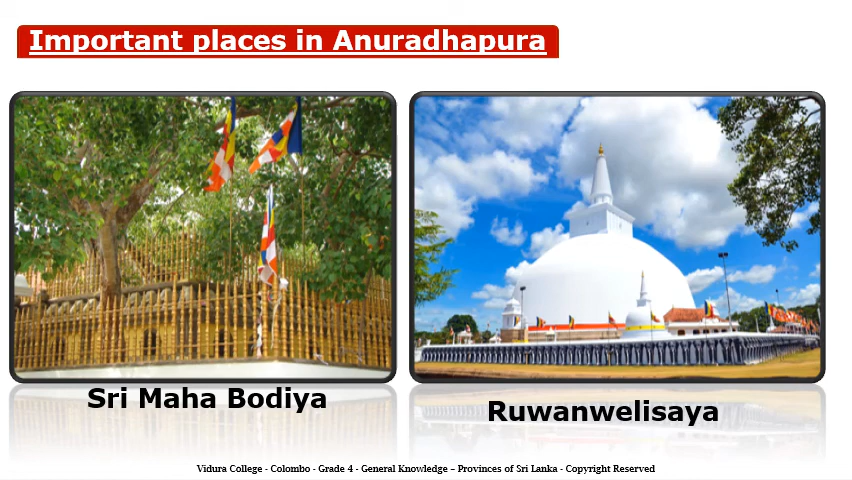 Important places in Anuradhapura
Sri Maha Bodiya
Ruwanwelisaya
Vidura College - Colombo - Grade 4 - General Knowledge – Provinces of Sri Lanka - Copyright Reserved